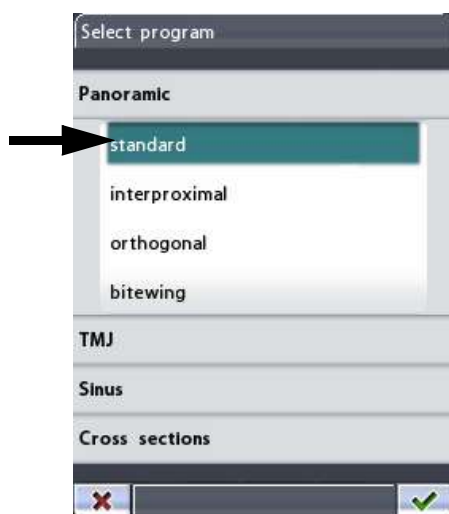 Select program
Panoramic
standard
interproximal
orthogonal
bitewing
TMJ
Sinus
Cross sections